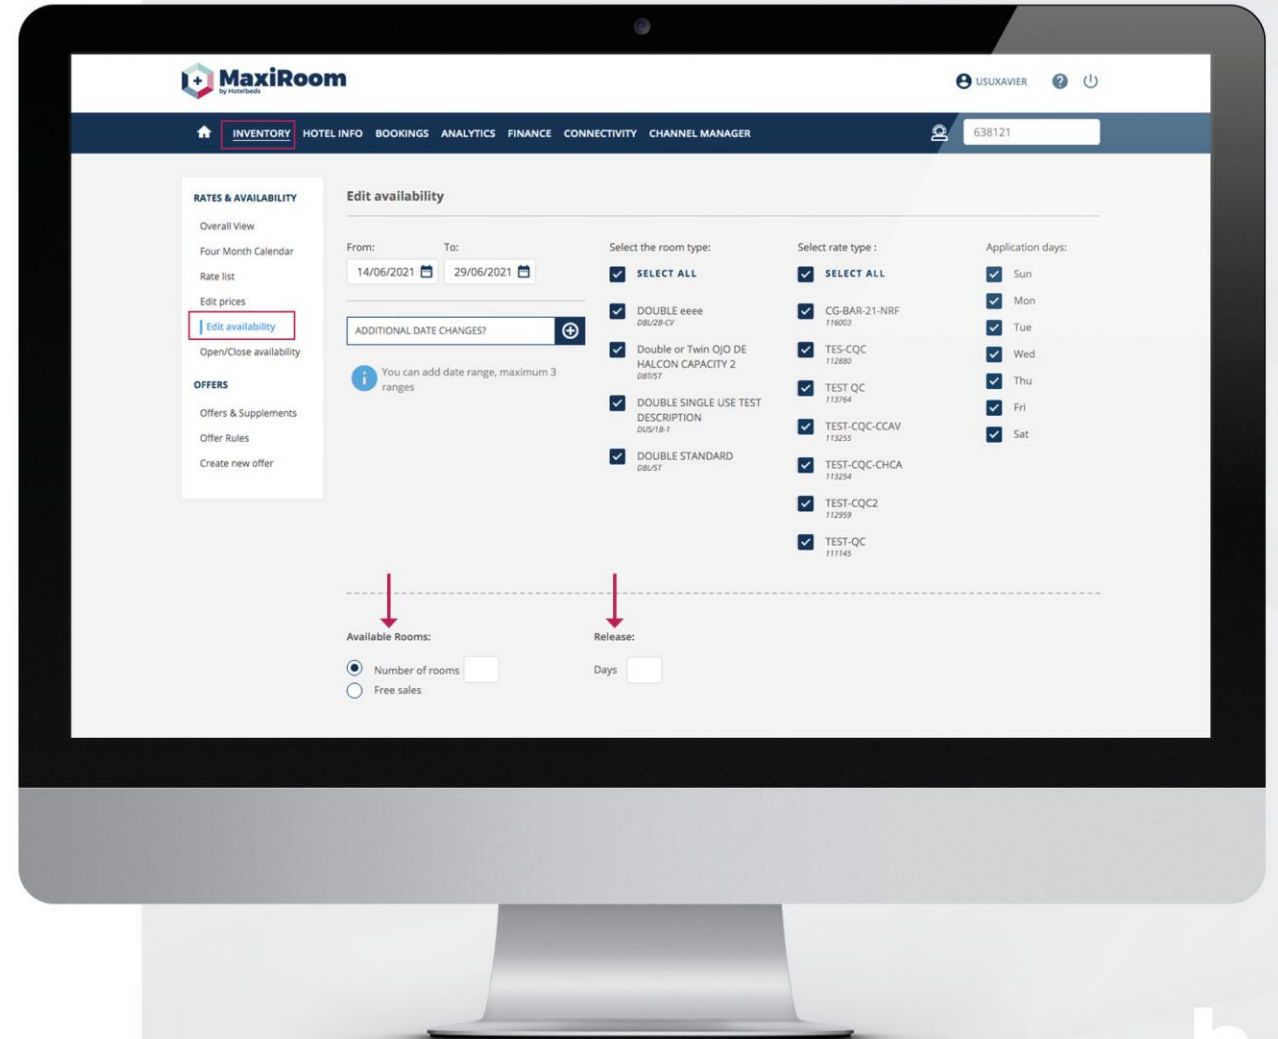 MaxiRoom
by Hotelbeds
USUXAVIER
INVENTORY HOTEL INFO BOOKINGS ANALYTICS FINANCE CONNECTIVITY CHANNEL MANAGER
638121
RATES & AVAILABILITY
Overall View
Four Month Calendar
Rate list
Edit prices
Edit availability
Open/Close availability
OFFERS
Offers & Supplements
Offer Rules
Create new offer
Edit availability
From: To:
14/06/2021 29/06/2021
ADDITIONAL DATE CHANGES?
You can add date range, maximum 3
ranges
Select the room type:
SELECT ALL
DOUBLE eeee
DBU/2B-CV
Double or Twin OJO DE
HALCON CAPACITY 2
DBT/ST
DOUBLE SINGLE USE TEST
DESCRIPTION
DUS/1B-1
DOUBLE STANDARD
DBL/ST
Select rate type :
SELECT ALL
CG-BAR-21-NRF
116003
TES-CQC
112880
TEST QC
113764
TEST-CQC-CCAV
113255
TEST-CQC-CHCA
113254
TEST-CQC2
112959
TEST-QC
111145
Application days:
Sun
Mon
Tue
Wed
Thu
Fri
Sat
Available Rooms:
Number of rooms
Free sales
Release:
Days